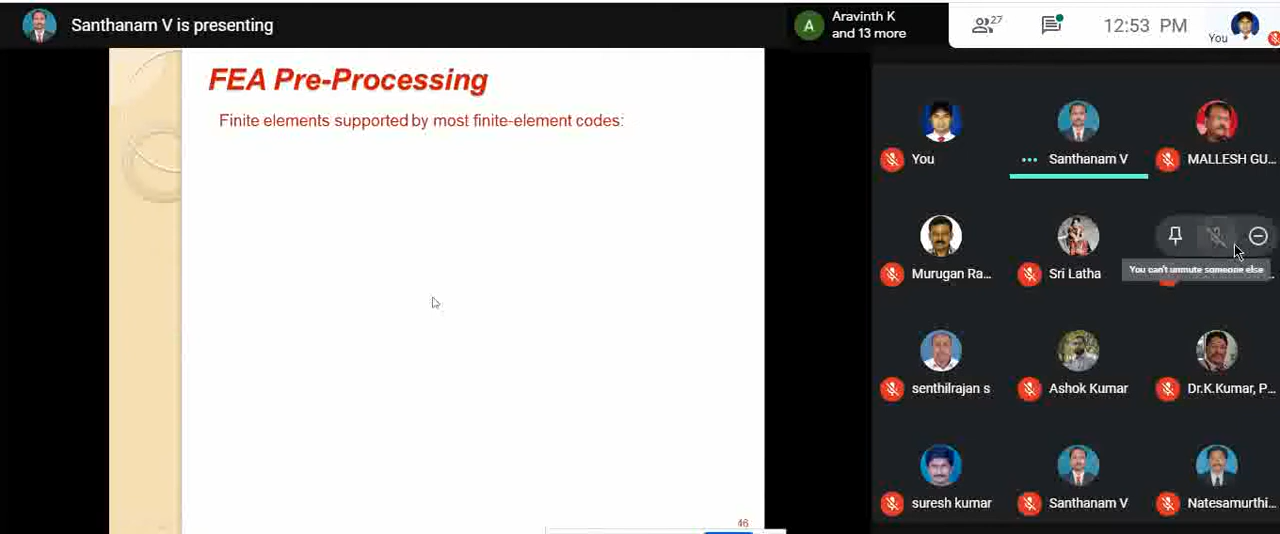 Santhanam V is presenting
A
Aravinth K
and 13 more
27
12:53 PM
You
FEA Pre-Processing
Finite elements supported by most finite-element codes:
46
You
Santhanam V
MALLESH GU...
Murugan Ra...
Sri Latha
You can't unmute someone else
senthilrajan s
Ashok Kumar
Dr.K.Kumar, P...
suresh kumar
Santhanam V
Natesamurthi...